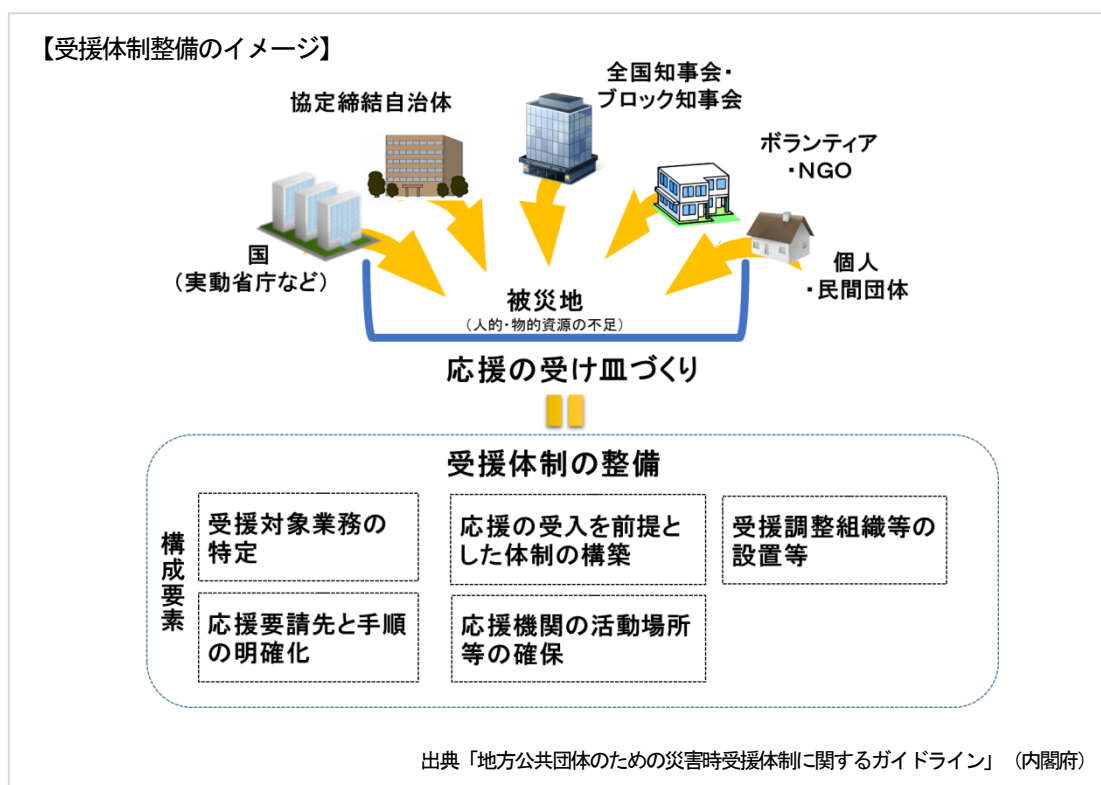 【受援体制整備のイメージ】
全国知事会・
ブロック知事会
協定締結自治体
ボランティア
・NGO
国
（実動省庁など）
個人
・民間団体
被災地
（人的・物的資源の不足）
応援の受け皿づくり
受援体制の整備
構成要素
受援対象業務の
特定
応援の受入を前提と
した体制の構築
受援調整組織等の
設置等
応援要請先と手順
の明確化
応援機関の活動場所
等の確保
出典「地方公共団体のための災害時受援体制に関するガイドライン」（内閣府）